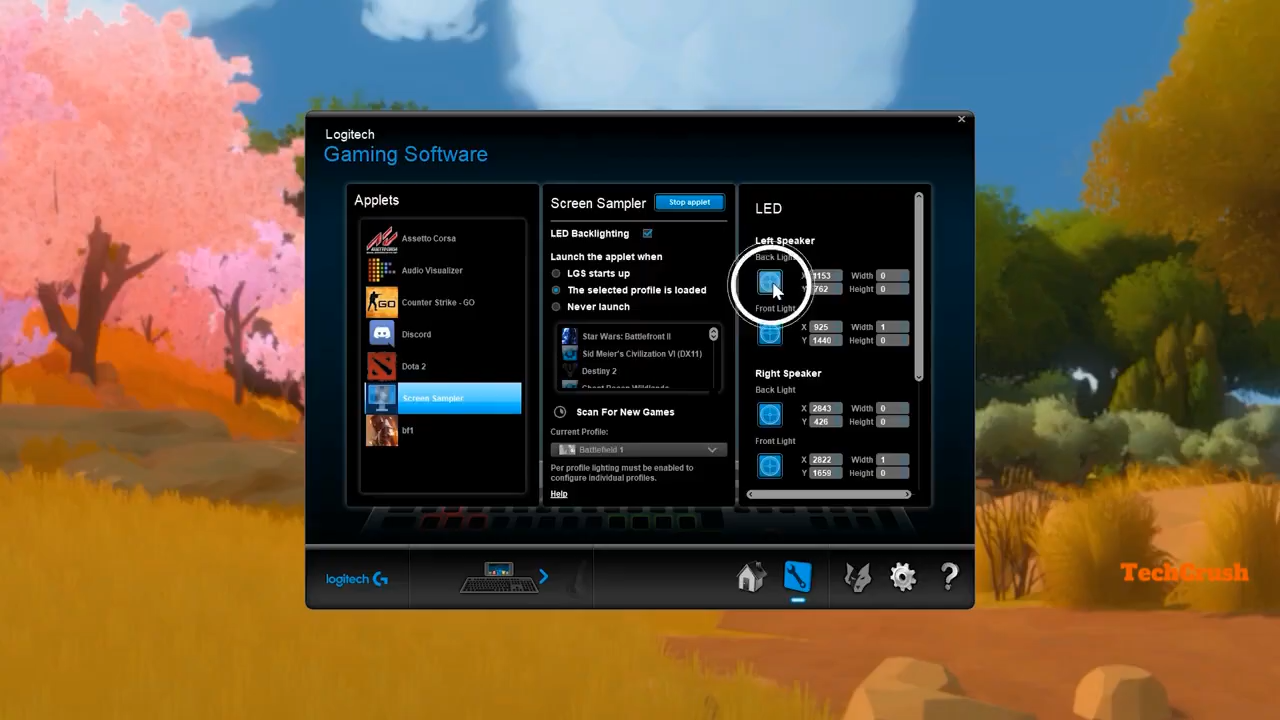 Logitech
Gaming Software
Applets
Assetto Corsa
Audio Visualizer
Counter Strike - GO
Discord
Dota 2
Screen Sampler
bf1
Screen Sampler
Stop applet
LED Backlighting
Launch the applet when
LGS starts up
The selected profile is loaded
Never launch
Star Wars: Battlefront II
Sid Meier's Civilization VI (DX11)
Destiny 2
Scan For New Games
Current Profile:
Battlefield 1
Per profile lighting must be enabled to
configure individual profiles.
Help
LED
Left Speaker
Back Light
X 1153 Width 0
Y 762 Height 0
Front Light
X 925 Width 1
Y 1440 Height 0
Right Speaker
Back Light
X 2843 Width 0
Y 426 Height 0
Front Light
X 2822 Width 1
Y 1659 Height 0
logitech G
?
TechCrush